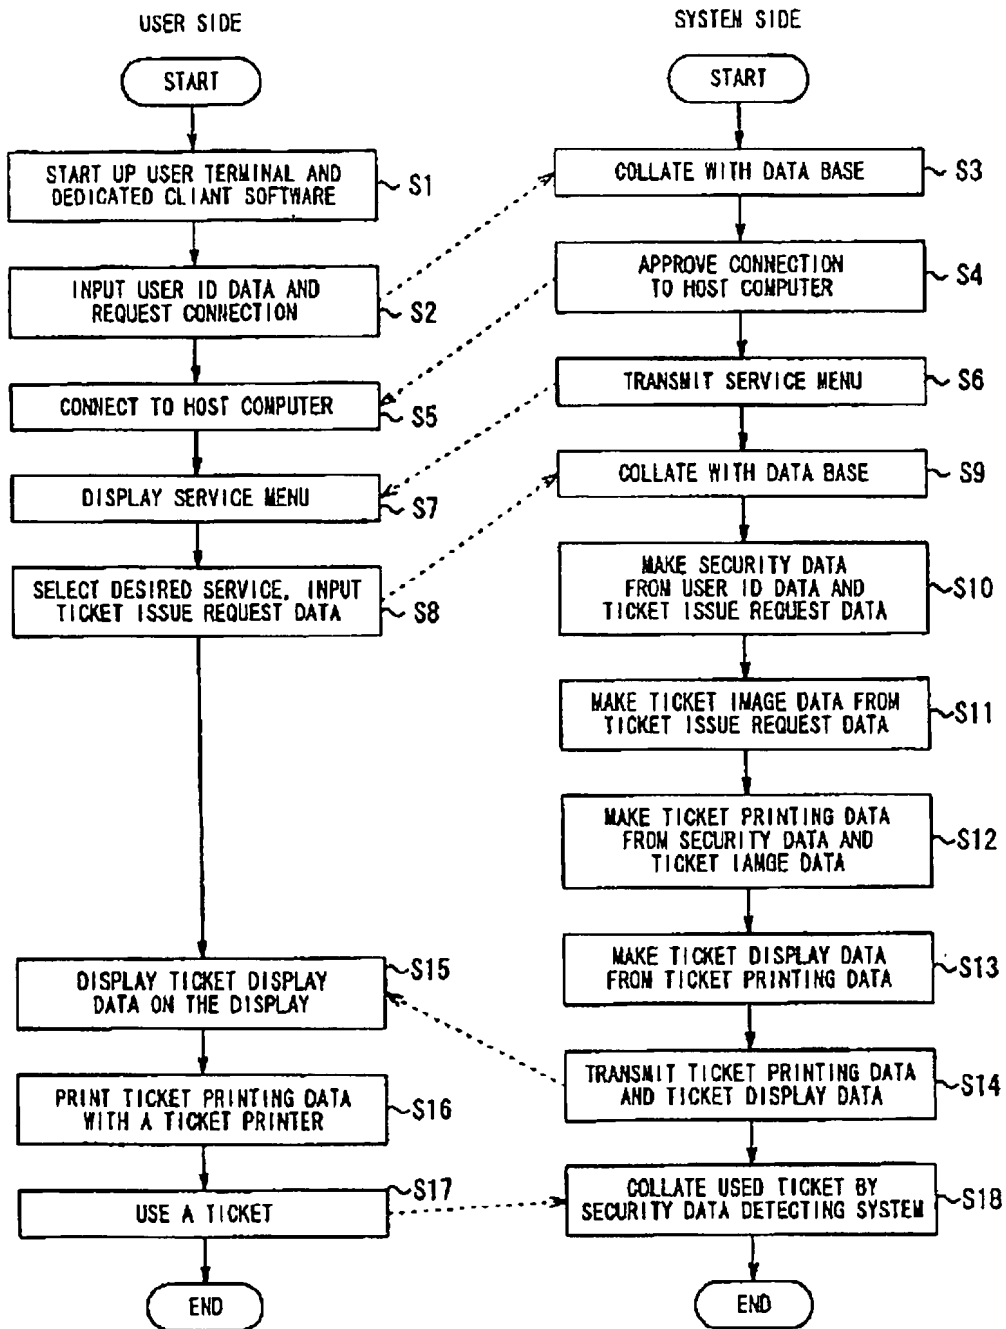 USER SIDE
START
START UP USER TERMINAL AND
DEDICATED CLIANT SOFTWARE
S1
INPUT USER ID DATA AND
REQUEST CONNECTION
S2
CONNECT TO HOST COMPUTER
S5
DISPLAY SERVICE MENU
S7
SELECT DESIRED SERVICE, INPUT
TICKET ISSUE REQUEST DATA
S8
DISPLAY TICKET DISPLAY
DATA ON THE DISPLAY
S15
PRINT TICKET PRINTING DATA
WITH A TICKET PRINTER
S16
USE A TICKET
S17
END
SYSTEM SIDE
START
COLLATE WITH DATA BASE
S3
APPROVE CONNECTION
TO HOST COMPUTER
S4
TRANSMIT SERVICE MENU
S6
COLLATE WITH DATA BASE
S9
MAKE SECURITY DATA
FROM USER ID DATA AND
TICKET ISSUE REQUEST DATA
S10
MAKE TICKET IMAGE DATA FROM
TICKET ISSUE REQUEST DATA
S11
MAKE TICKET PRINTING DATA
FROM SECURITY DATA AND
TICKET IAMGE DATA
S12
MAKE TICKET DISPLAY DATA
FROM TICKET PRINTING DATA
S13
TRANSMIT TICKET PRINTING DATA
AND TICKET DISPLAY DATA
S14
COLLATE USED TICKET BY
SECURITY DATA DETECTING SYSTEM
S18
END